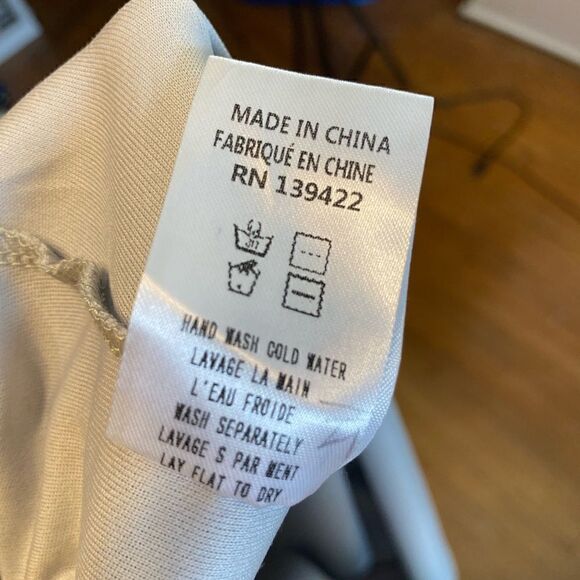 MADE IN CHINA
FABRIQUÉ EN CHINE
RN 139422
HAND WASH COLD WATER
LAVAGE LA MAIN
L'EAU FROIDE
WASH SEPARATELY
LAVAGE S PAR MENT
LAY FLAT TO DRY